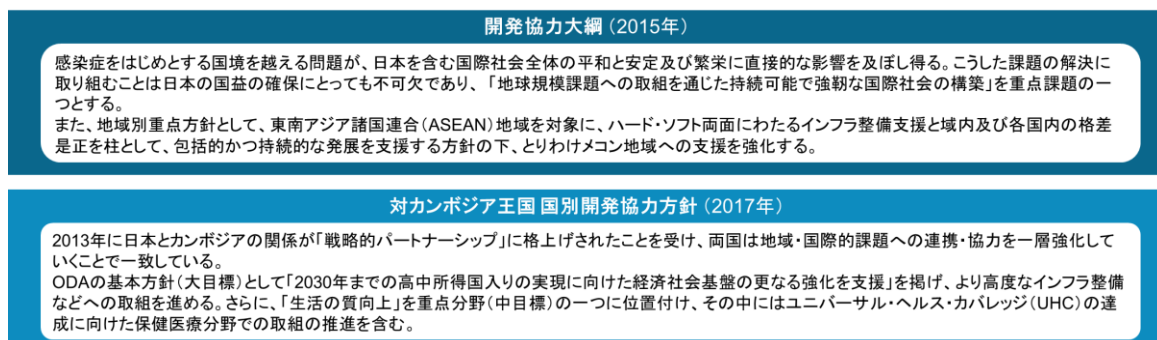 開発協力大綱（2015年）
感染症をはじめとする国境を越える問題が、日本を含む国際社会全体の平和と安定及び繁栄に直接的な影響を及ぼし得る。こうした課題の解決に
取り組むことは日本の国益の確保にとっても不可欠であり、「地球規模課題への取組を通じた持続可能で強靭な国際社会の構築」を重点課題の一
つとする。
また、地域別重点方針として、東南アジア諸国連合（ASEAN）地域を対象に、ハード・ソフト両面にわたるインフラ整備支援と域内及び各国内の格差
是正を柱として、包括的かつ持続的な発展を支援する方針の下、とりわけメコン地域への支援を強化する。
対カンボジア王国 国別開発協力方針（2017年）
2013年に日本とカンボジアの関係が「戦略的パートナーシップ」に格上げされたことを受け、両国は地域・国際的課題への連携・協力を一層強化して
いくことで一致している。
ODAの基本方針（大目標）として「2030年までの高中所得国入りの実現に向けた経済社会基盤の更なる強化を支援」を掲げ、より高度なインフラ整備
などへの取組を進める。さらに、「生活の質向上」を重点分野（中目標）の一つに位置付け、その中にはユニバーサル・ヘルス・カバレッジ（UHC）の達
成に向けた保健医療分野での取組の推進を含む。